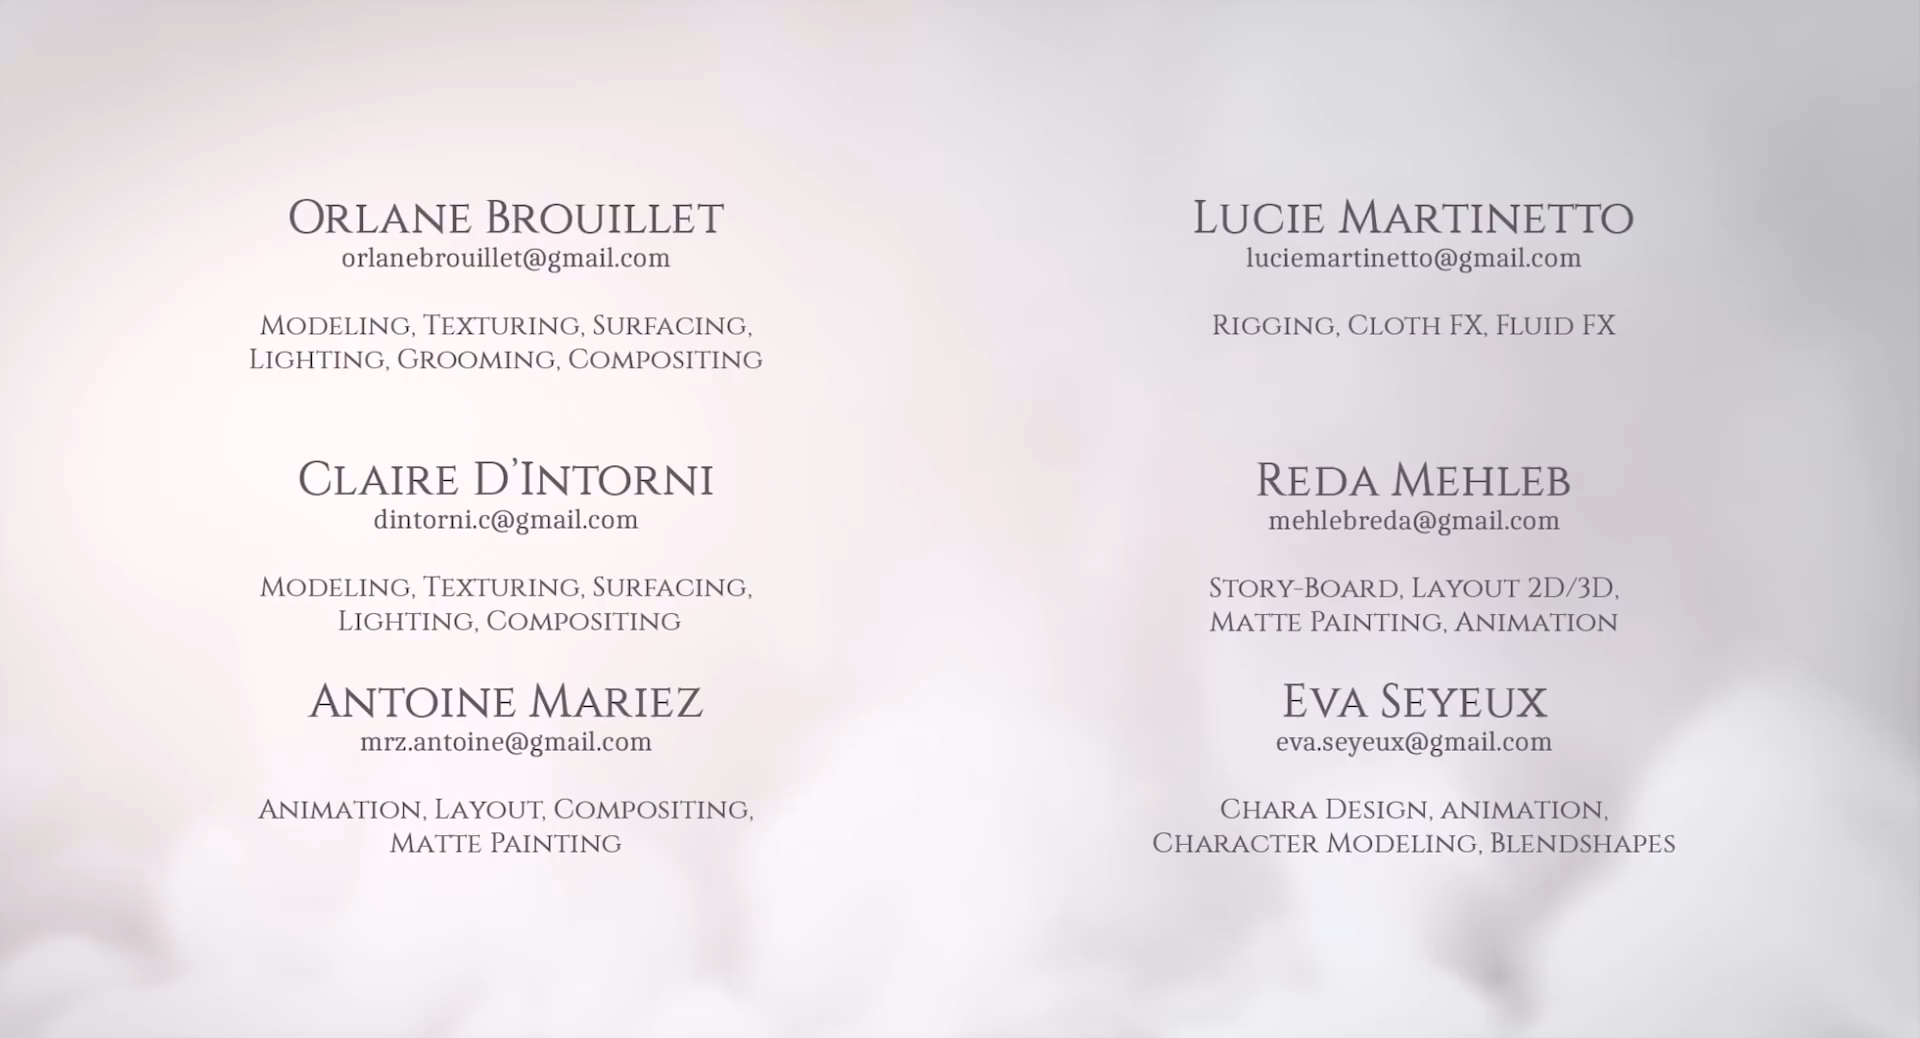 Orlane Brouillet
orlanebrouillet@gmail.com
Modeling, Texturing, Surfacing,
Lighting, Grooming, Compositing
Lucie Martinetto
luciemartinetto@gmail.com
Rigging, Cloth FX, Fluid FX
Claire D’Intorni
dintorni.c@gmail.com
Modeling, Texturing, Surfacing,
Lighting, Compositing
Reda Mehleb
mehlebreda@gmail.com
Story-Board, Layout 2D/3D,
Matte Painting, Animation
Antoine Mariez
mrz.antoine@gmail.com
Animation, Layout, Compositing,
Matte Painting
Eva Seyeux
eva.seyeux@gmail.com
Chara Design, animation,
Character Modeling, Blendshapes